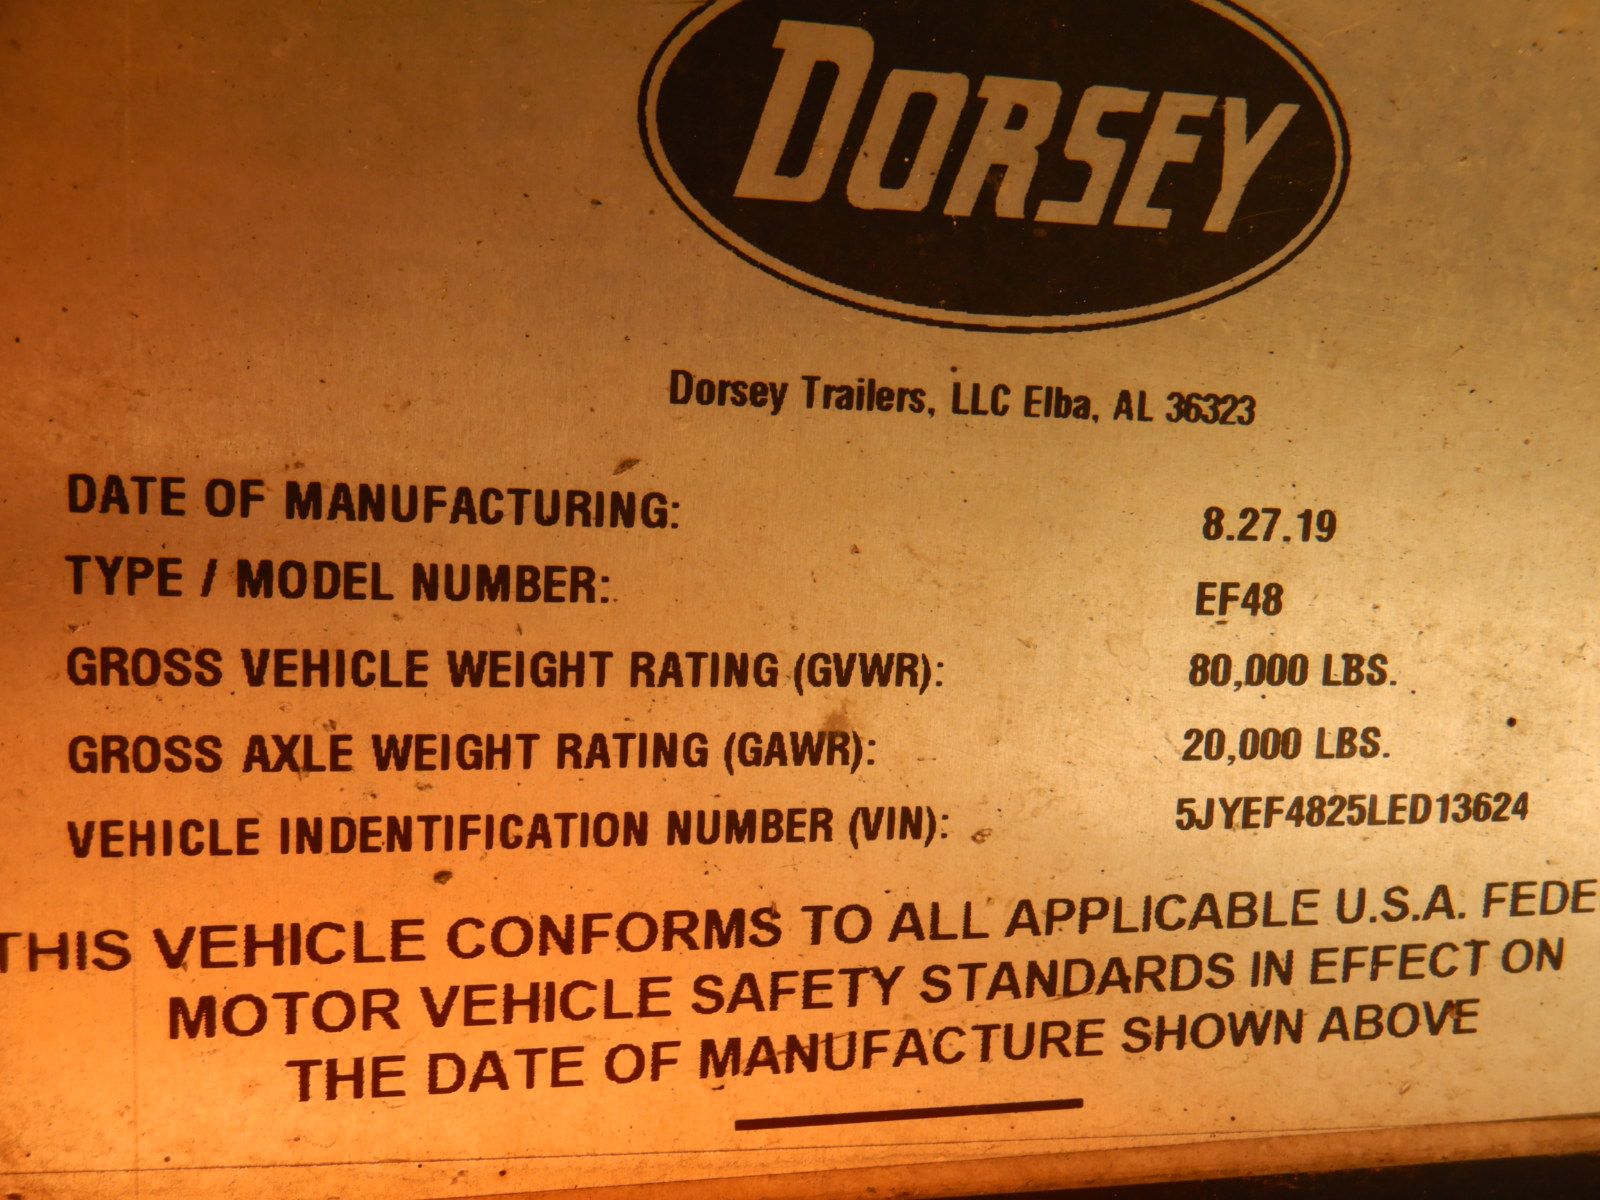 DORSEY
Dorsey Trailers, LLC Elba, AL 36323
DATE OF MANUFACTURING: 8.27.19
TYPE / MODEL NUMBER: EF48
GROSS VEHICLE WEIGHT RATING (GVWR): 80,000 LBS.
GROSS AXLE WEIGHT RATING (GAWR): 20,000 LBS.
VEHICLE INDENTIFICATION NUMBER (VIN): 5JYEF4825LED13624
THIS VEHICLE CONFORMS TO ALL APPLICABLE U.S.A. FEDE
MOTOR VEHICLE SAFETY STANDARDS IN EFFECT ON
THE DATE OF MANUFACTURE SHOWN ABOVE